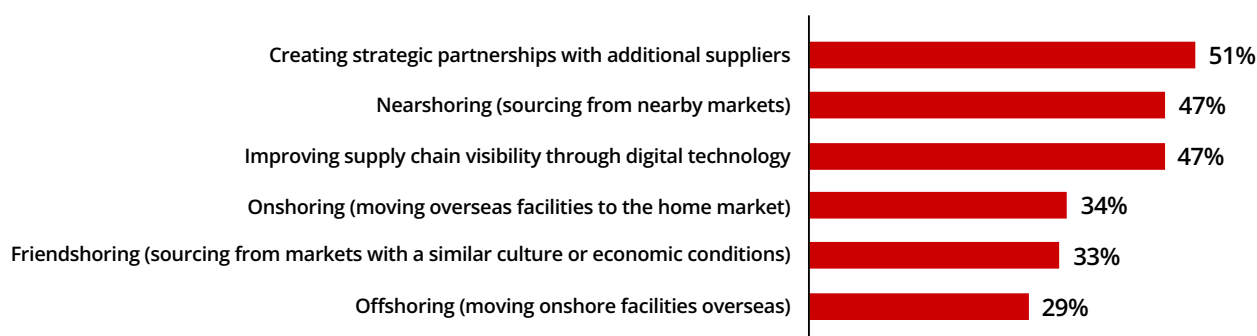 Creating strategic partnerships with additional suppliers 51%
Nearshoring (sourcing from nearby markets) 47%
Improving supply chain visibility through digital technology 47%
Onshoring (moving overseas facilities to the home market) 34%
Friendshoring (sourcing from markets with a similar culture or economic conditions) 33%
Offshoring (moving onshore facilities overseas) 29%